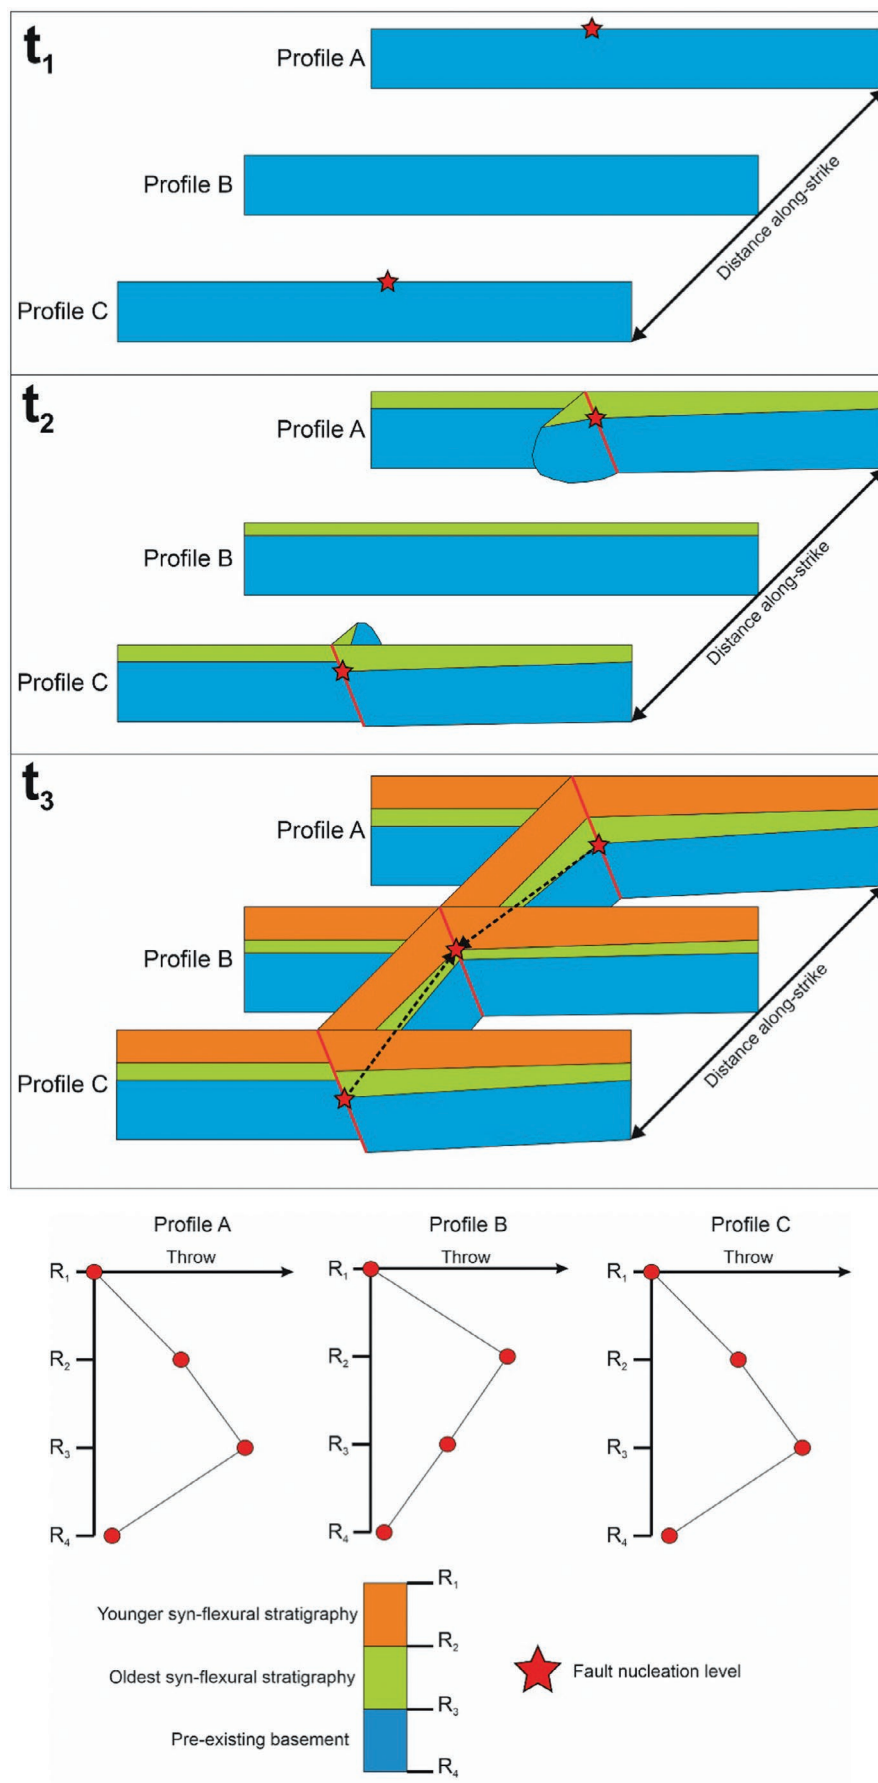 t1
Profile A
Profile B
Profile C
Distance along-strike
t2
Profile A
Profile B
Profile C
Distance along-strike
t3
Profile A
Profile B
Profile C
Distance along-strike
Profile A
Profile B
Profile C
Throw
Throw
Throw
R1
R2
R3
R4
R1
R2
R3
R4
R1
R2
R3
R4
R1
Younger syn-flexural stratigraphy
R2
Oldest syn-flexural stratigraphy
Fault nucleation level
R3
Pre-existing basement
R4